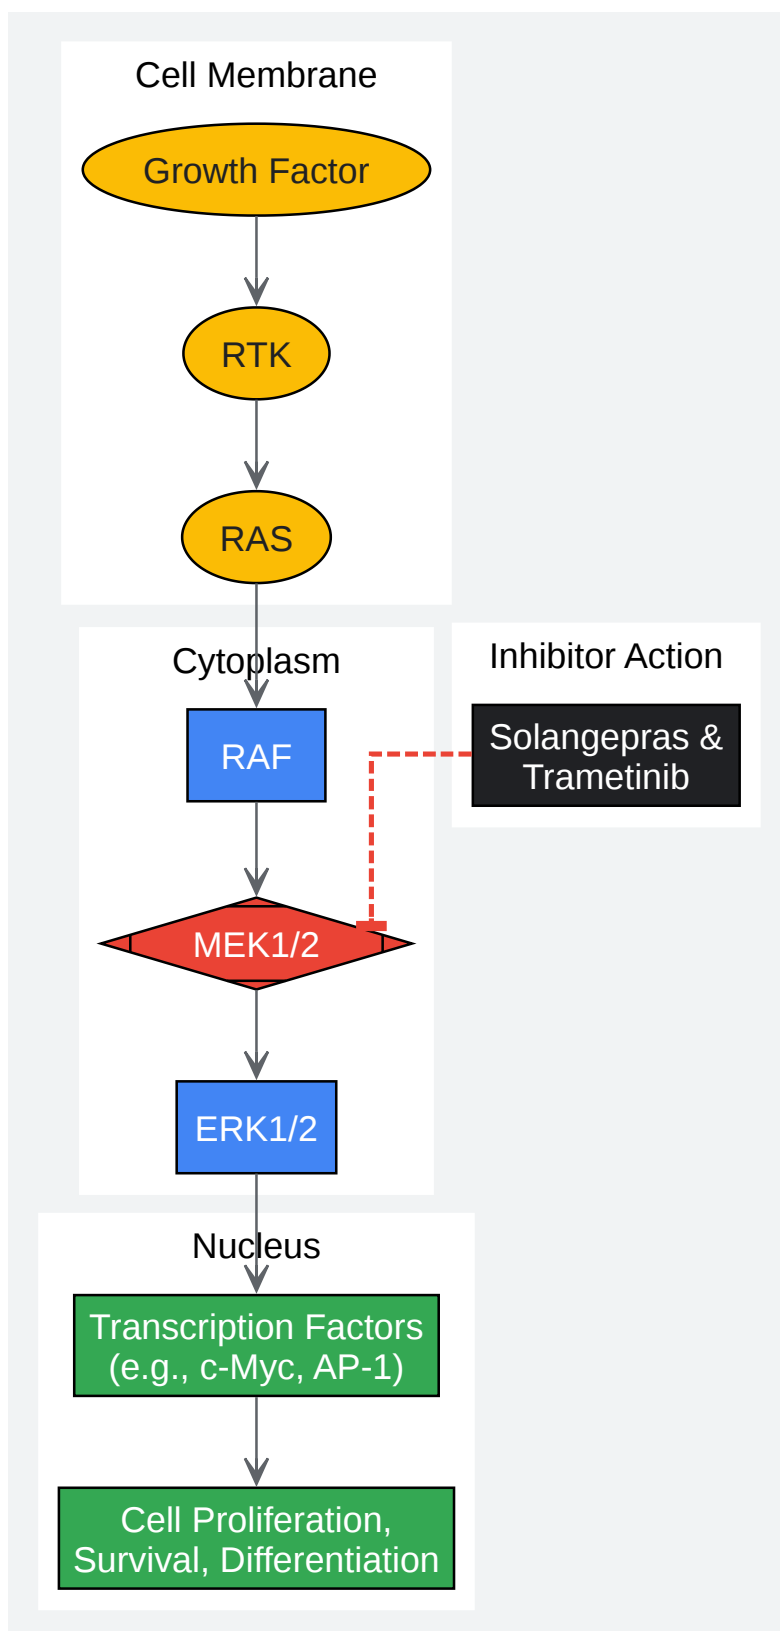 Cell Membrane
Growth Factor
RTK
RAS
Cytoplasm
Inhibitor Action
RAF
Solangepras &
Trametinib
MEK1/2
ERK1/2
Nucleus
Transcription Factors
(e.g., c-Myc, AP-1)
Cell Proliferation,
Survival, Differentiation